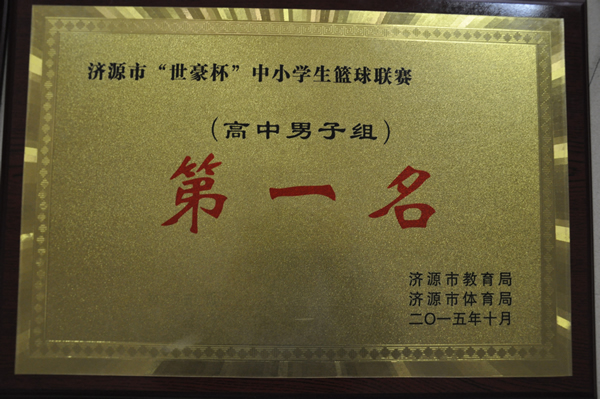 济源市“世豪杯”中小学生篮球联赛
(高中男子组)
第一名
济源市教育局
济源市体育局
二〇一五年十月